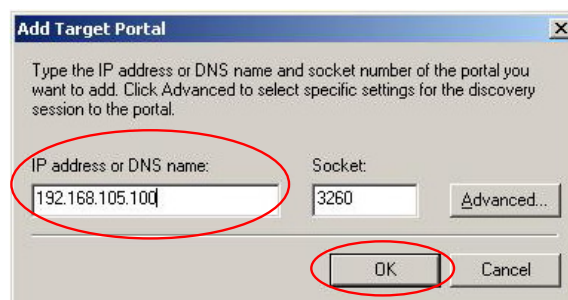 Add Target Portal
Type the IP address or DNS name and socket number of the portal you
want to add. Click Advanced to select specific settings for the discovery
session to the portal.
IP address or DNS name:
Socket:
192.168.105.100
3260
Advanced...
OK
Cancel